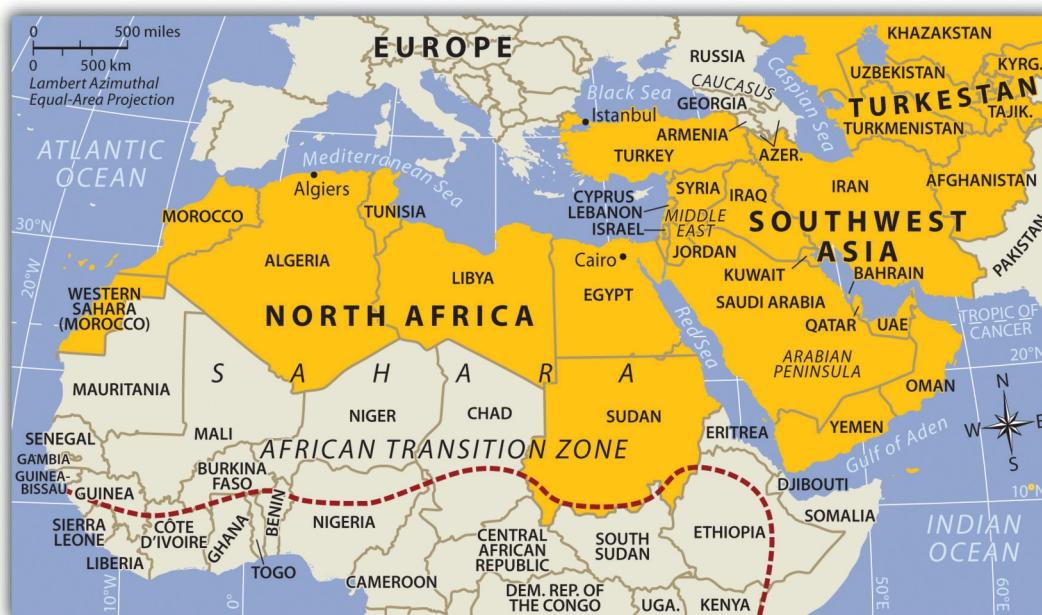 0 500 miles
0 500 km
Lambert Azimuthal
Equal-Area Projection
EUROPE
RUSSIA
CAUCASUS
GEORGIA
Caspian Sea
KHAZAKSTAN
UZBEKISTAN
KYRG.
TURKESTAN
TAJIK.
TURKMENISTAN
Black Sea
Istanbul
ARMENIA
TURKEY
AZER.
ATLANTIC
OCEAN
Mediterranean Sea
Algiers
CYPRUS
LEBANON
ISRAEL
SYRIA
MIDDLE
EAST
IRAQ
IRAN
AFGHANISTAN
SOUTHWEST
ASIA
PAKISTAN
30°N
20°W
MOROCCO
TUNISIA
ALGERIA
LIBYA
Cairo
EGYPT
JORDAN
KUWAIT
BAHRAIN
SAUDI ARABIA
QATAR
UAE
TROPIC OF
CANCER
WESTERN
SAHARA
(MOROCCO)
NORTH AFRICA
Red Sea
ARABIAN
PENINSULA
20°N
OMAN
YEMEN
Gulf of Aden
N
W E
S
SAHARA
MAURITANIA
MALI
NIGER
CHAD
SUDAN
ERITREA
AFRICAN TRANSITION ZONE
SENEGAL
GAMBIA
GUINEA-
BISSAU
GUINEA
BURKINA
FASO
DJIBOUTI
SOMALIA
10°N
SIERRA
LEONE
LIBERIA
CÔTE
D'IVOIRE
GHANA
TOGO
BENIN
NIGERIA
CAMEROON
CENTRAL
AFRICAN
REPUBLIC
SOUTH
SUDAN
ETHIOPIA
INDIAN
OCEAN
DEM. REP. OF
THE CONGO
UGA.
KENYA
10°W
0°
50°E
60°E